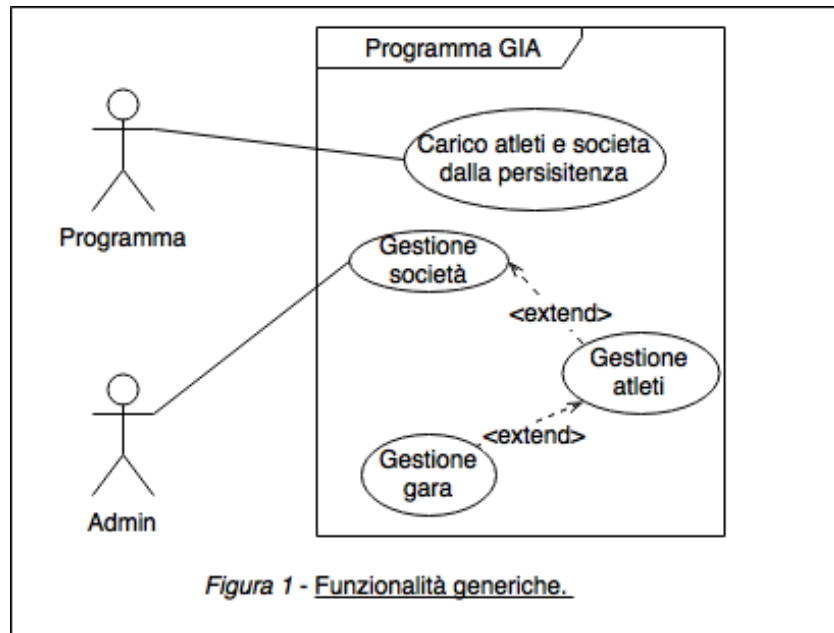 Programma GIA
Carico atleti e societa
dalla persisitenza
Programma
Gestione
società
<extend>
Gestione
atleti
<extend>
Gestione
gara
Admin
Figura 1 - Funzionalità generiche.